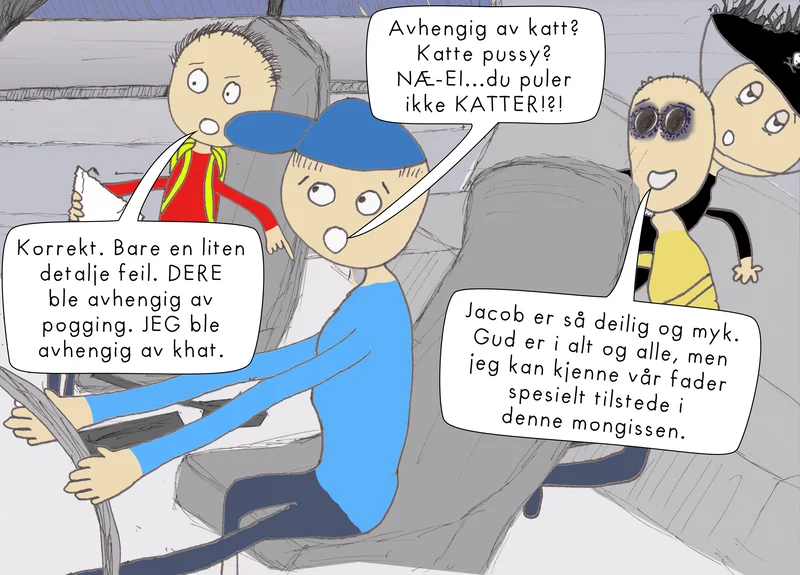 Avhengig av katt?
Katte pussy?
NÆ-EI...du puler
ikke KATTER!?!
Korrekt. Bare en liten
detalje feil. DERE
ble avhengig av
pogging. JEG ble
avhengig av khat.
Jacob er så deilig og myk.
Gud er i alt og alle, men
jeg kan kjenne vår fader
spesielt tilstede i
denne mongissen.